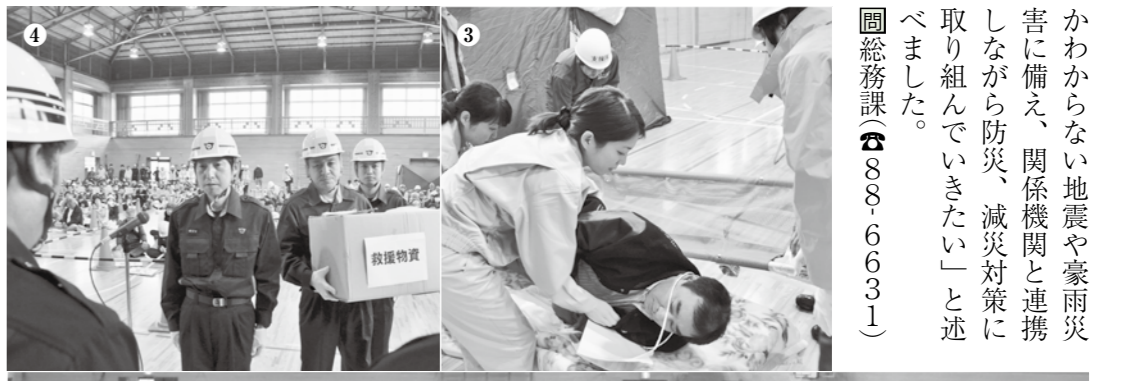 かわからない地震や豪雨災
害に備え、関係機関と連携
しながら防災、減災対策に
取り組んでいきたい」と述
べました。
問総務課(☎88-6631)
3
4
救援物資